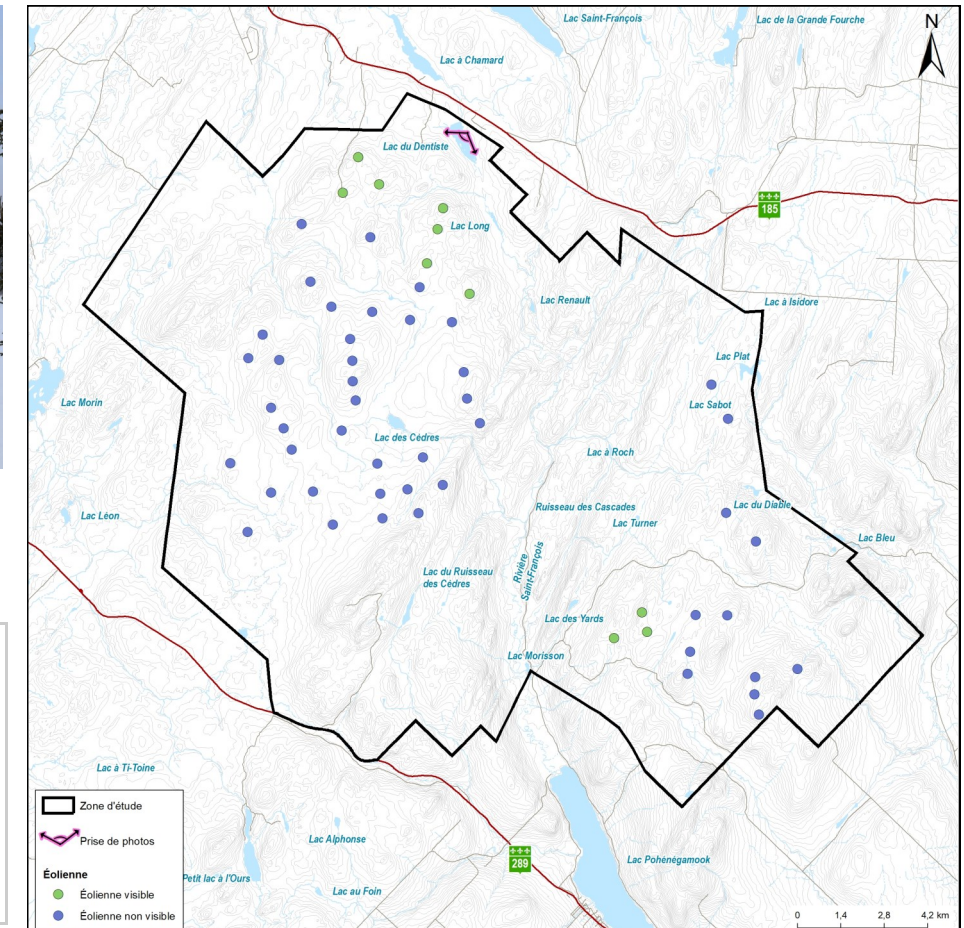 Lac Saint-François
Lac de la Grande Fourche
N
Lac à Chamard
Lac du Dentiste
185
Lac Long
Lac Renault
Lac à Isidore
Lac Plat
Lac Morin
Lac Sabot
Lac des Cédres
Lac à Roch
Ruisseau des Cascades
Lac du Diable
Lac Léon
Lac Turner
Lac Bleu
Rivière
Saint-François
Lac du Ruisseau
des Cédres
Lac des Yards
Lac Morisson
Lac à Ti-Toine
Zone d'étude
Prise de photos
Éolienne
Éolienne visible
Éolienne non visible
Lac Alphonse
289
Lac Pohénégamook
Petit lac à l'Ours
Lac au Foin
0 1,4 2,8 4,2 km